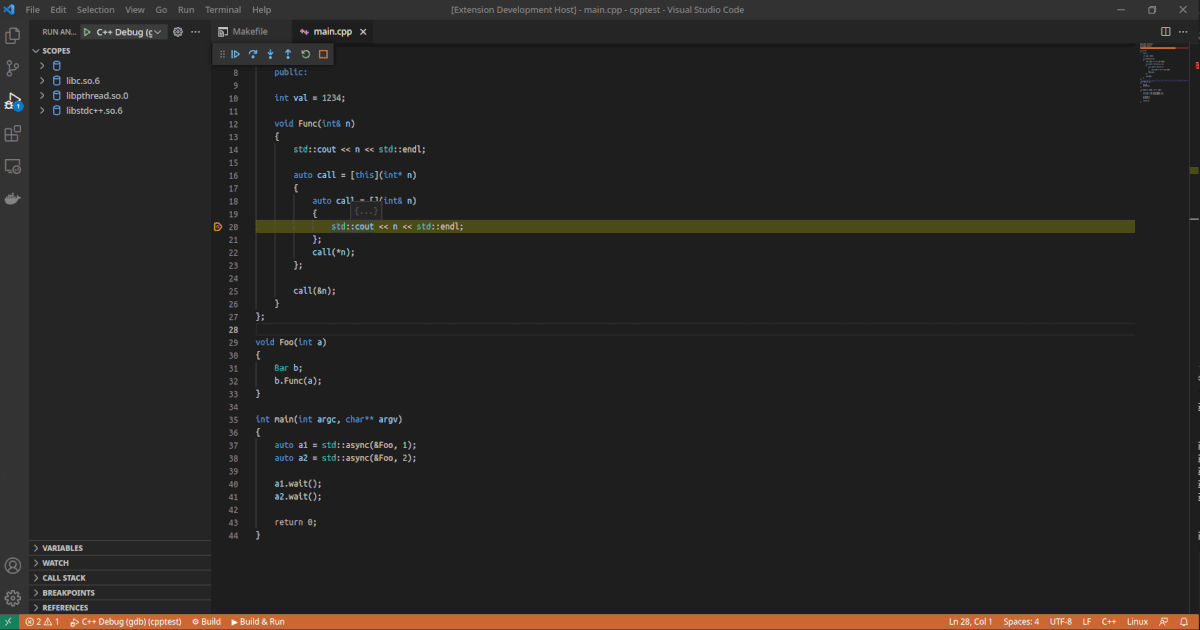 File Edit Selection View Go Run Terminal Help [Extension Development Host] - main.cpp - cpptest - Visual Studio Code
RUN AN... C++ Debug (g ... Makefile main.cpp
SCOPES
libc.so.6
libpthread.so.0
libstdc++.so.6
1
8 public:
9
10 int val = 1234;
11
12 void Func(int& n)
13 {
14 std::cout << n << std::endl;
15
16 auto call = [this](int* n)
17 {
18 auto call = [](int& n)
19 {
{...}
20 std::cout << n << std::endl;
21 };
22 call(*n);
23 };
24
25 call(&n);
26 }
27 };
28
29 void Foo(int a)
30 {
31 Bar b;
32 b.Func(a);
33 }
34
35 int main(int argc, char** argv)
36 {
37 auto a1 = std::async(&Foo, 1);
38 auto a2 = std::async(&Foo, 2);
39
40 a1.wait();
41 a2.wait();
42
43 return 0;
44 }
VARIABLES
WATCH
CALL STACK
BREAKPOINTS
REFERENCES
2 1 C++ Debug (gdb) (cpptest) Build Build & Run Ln 28, Col 1 Spaces: 4 UTF-8 LF C++ Linux